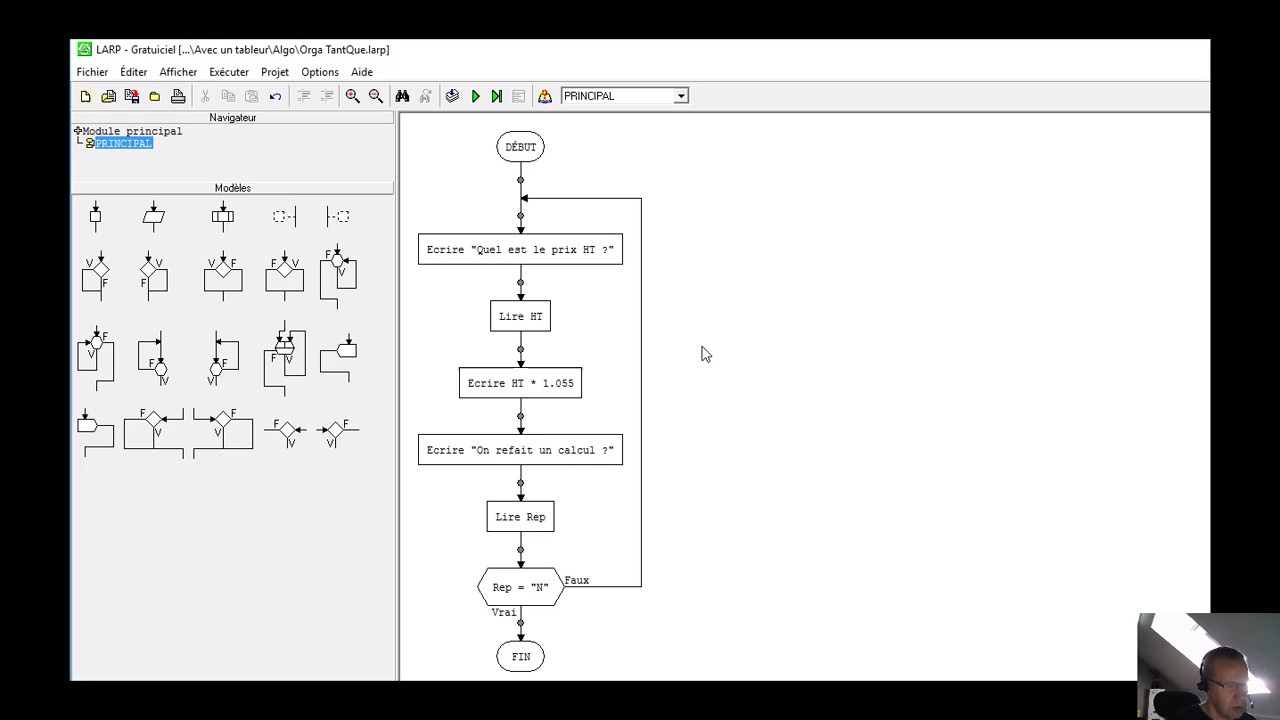 LARP - Gratuiciel [...\Avec un tableur\Algo\Orga TantQue.larp]
Fichier Éditer Afficher Exécuter Projet Options Aide
PRINCIPAL
Navigateur
Module principal
PRINCIPAL
Modèles
V
F
F
V
V F
F V
F
V
F
V
F
V
F
V
F
V
F
V
F
V
F
V
F
V
DÉBUT
Ecrire "Quel est le prix HT ?"
Lire HT
Ecrire HT * 1.055
Ecrire "On refait un calcul ?"
Lire Rep
Rep = "N"
Faux
Vrai
FIN